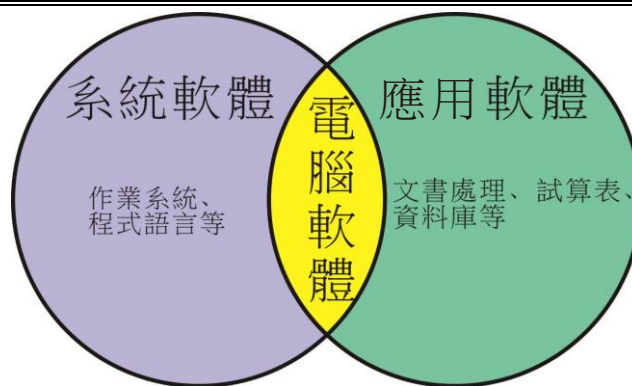 系統軟體
作業系統、
程式語言等
電腦軟體
應用軟體
文書處理、試算表、
資料庫等